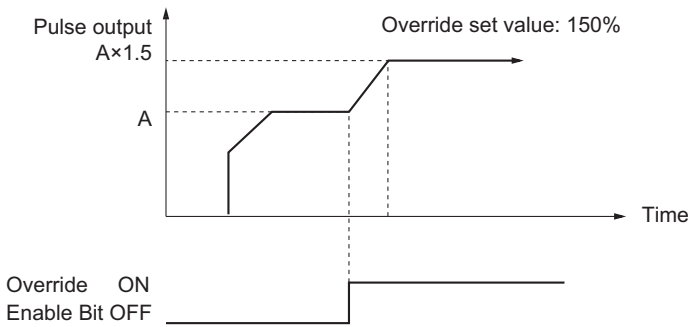 Pulse output
Override set value: 150%
A×1.5
A
Time
Override ON
Enable Bit OFF